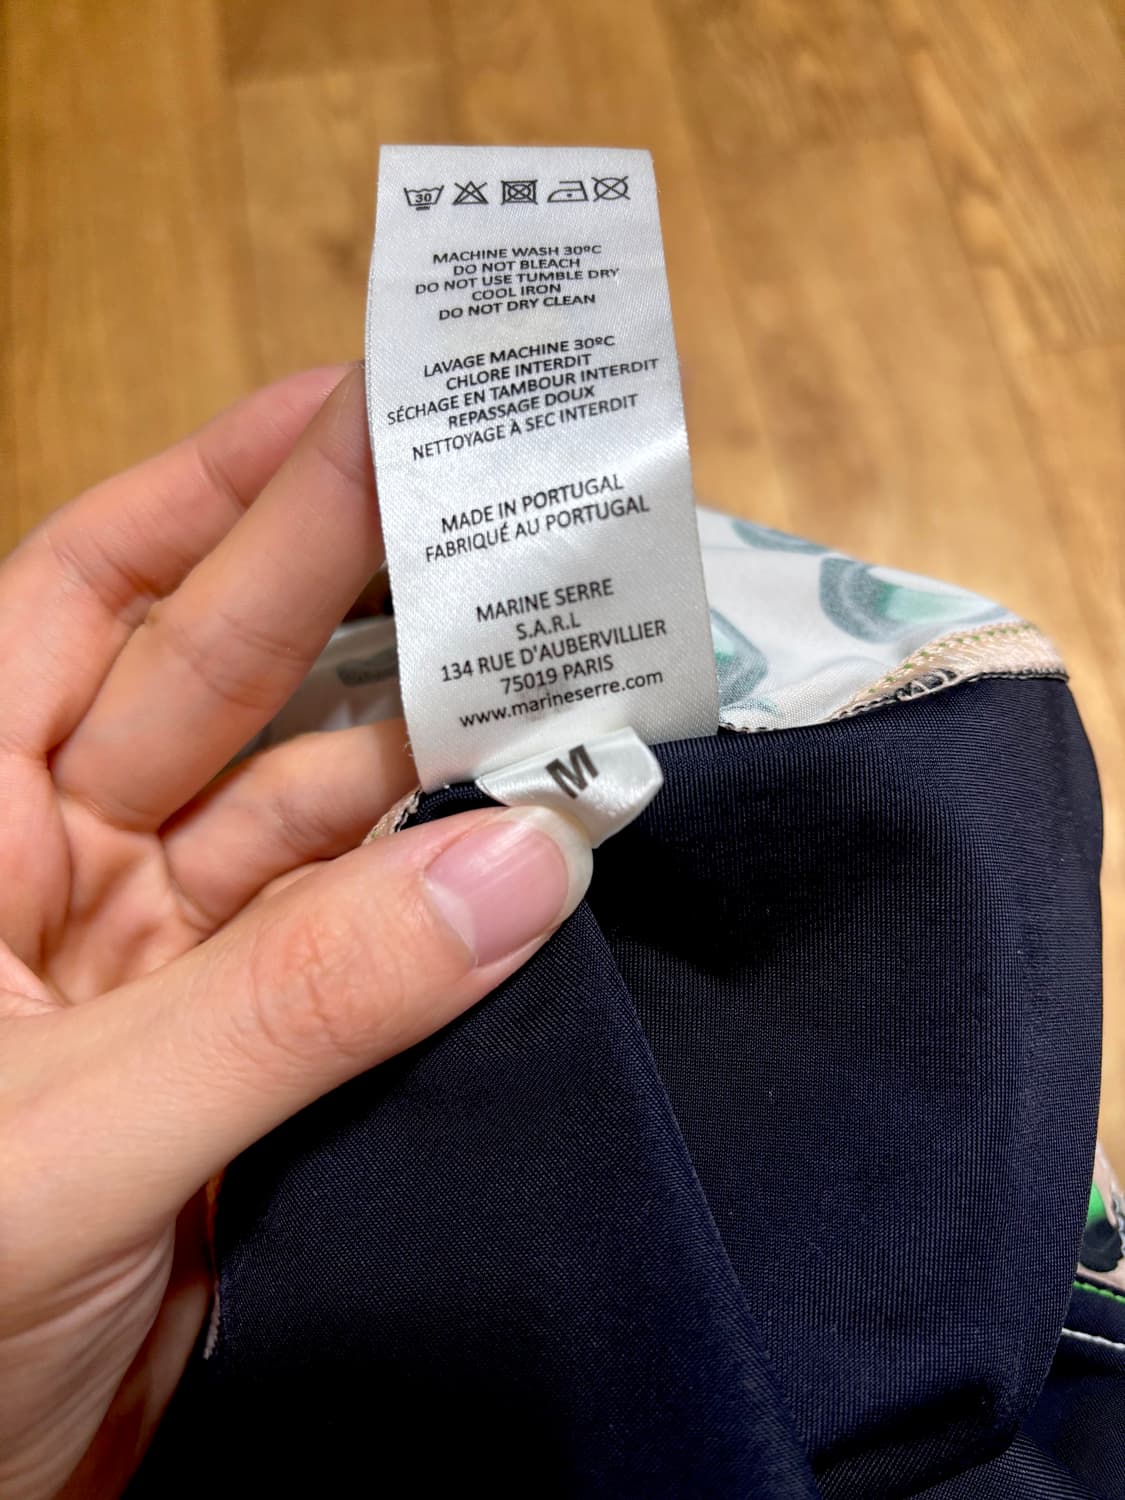 30
MACHINE WASH 30ºC
DO NOT BLEACH
DO NOT USE TUMBLE DRY
COOL IRON
DO NOT DRY CLEAN
LAVAGE MACHINE 30ºC
CHLORE INTERDIT
SÉCHAGE EN TAMBOUR INTERDIT
REPASSAGE DOUX
NETTOYAGE À SEC INTERDIT
MADE IN PORTUGAL
FABRIQUÉ AU PORTUGAL
MARINE SERRE
S.A.R.L
134 RUE D'AUBERVILLIER
75019 PARIS
www.marineserre.com
M